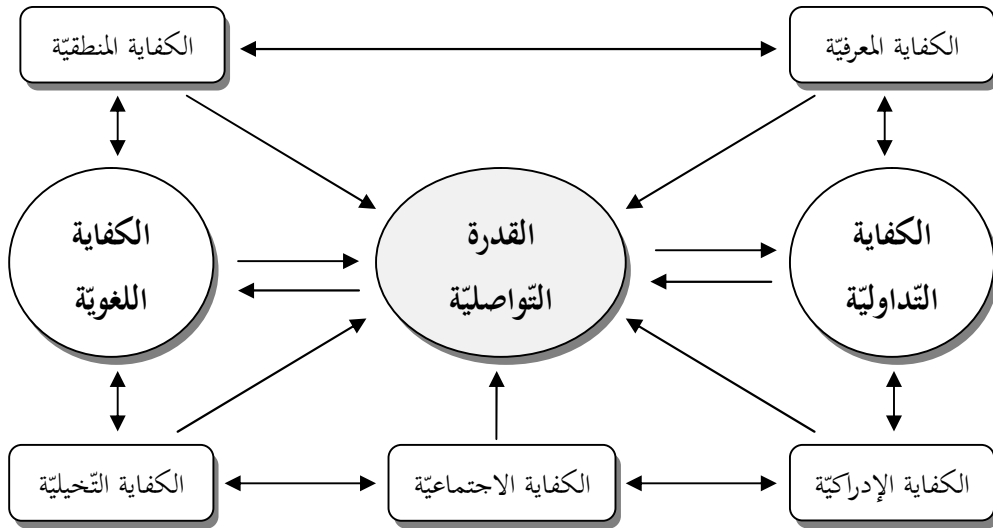 الكفاية المعرفيّة
الكفاية المنطقيّة
الكفاية
التّداوليّة
القدرة
التّواصليّة
الكفاية
اللغويّة
الكفاية الإدراكيّة
الكفاية الاجتماعيّة
الكفاية التّخيليّة